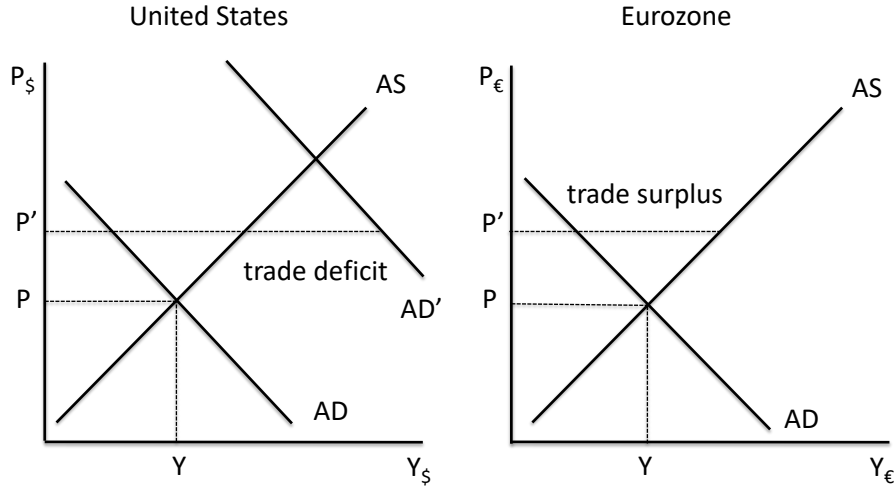 United States
P$
AS
P’
trade deficit
P
AD’
AD
Y
Y$
Eurozone
P€
AS
trade surplus
P’
P
AD
Y
Y€